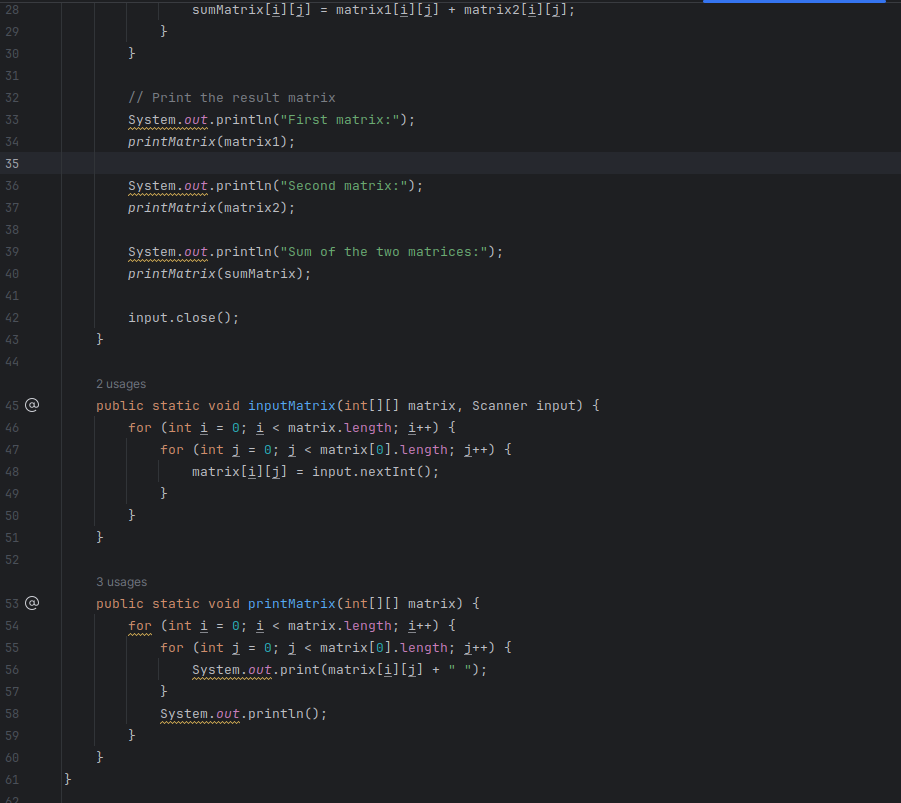 28 sumMatrix[i][j] = matrix1[i][j] + matrix2[i][j];
29 }
30 }
31
32 // Print the result matrix
33 System.out.println("First matrix:");
34 printMatrix(matrix1);
35
36 System.out.println("Second matrix:");
37 printMatrix(matrix2);
38
39 System.out.println("Sum of the two matrices:");
40 printMatrix(sumMatrix);
41
42 input.close();
43 }
44
2 usages
45 @ public static void inputMatrix(int[][] matrix, Scanner input) {
46 for (int i = 0; i < matrix.length; i++) {
47 for (int j = 0; j < matrix[0].length; j++) {
48 matrix[i][j] = input.nextInt();
49 }
50 }
51 }
52
3 usages
53 @ public static void printMatrix(int[][] matrix) {
54 for (int i = 0; i < matrix.length; i++) {
55 for (int j = 0; j < matrix[0].length; j++) {
56 System.out.print(matrix[i][j] + " ");
57 }
58 System.out.println();
59 }
60 }
61 }
62